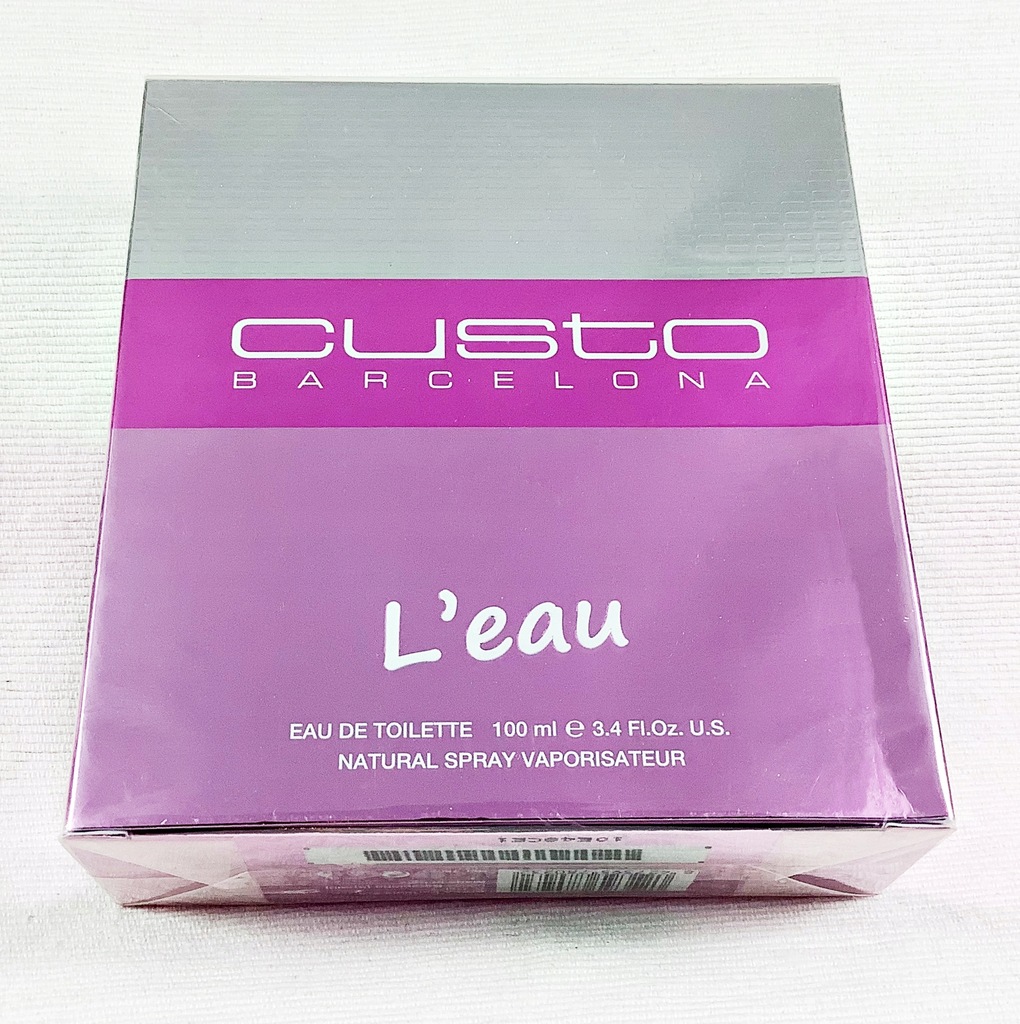 custo
BARCELONA
L'eau
EAU DE TOILETTE 100 ml ℮ 3.4 Fl.Oz. U.S.
NATURAL SPRAY VAPORISATEUR